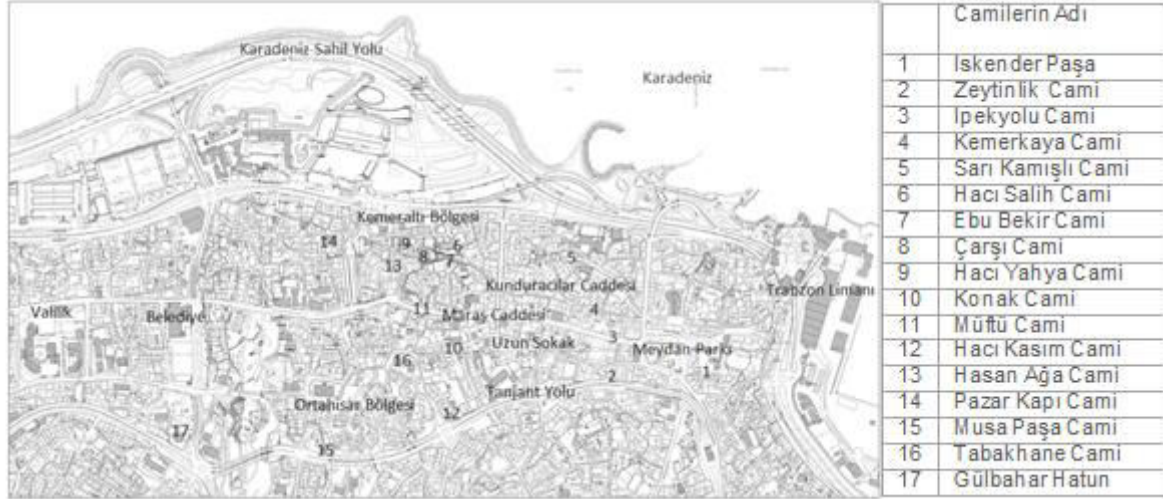 Karadeniz Sahil Yolu
Karadeniz
Kemeraltı Bölgesi
14
9
6
8
7
13
5
Kunduracılar Caddesi
Trabzon Limanı
Valilik
Belediye
11
Maraş Caddesi
4
10
Uzun Sokak
3
Meydan Parkı
16
2
1
Tanjant Yolu
Ortahisar Bölgesi
12
17
15
Camilerin Adı
1 Iskender Paşa
2 Zeytinlik Cami
3 Ipekyolu Cami
4 Kemerkaya Cami
5 Sarı Kamışlı Cami
6 Hacı Salih Cami
7 Ebu Bekir Cami
8 Çarşı Cami
9 Hacı Yahya Cami
10 Konak Cami
11 Müftü Cami
12 Hacı Kasım Cami
13 Hasan Ağa Cami
14 Pazar Kapı Cami
15 Musa Paşa Cami
16 Tabakhane Cami
17 Gülbahar Hatun